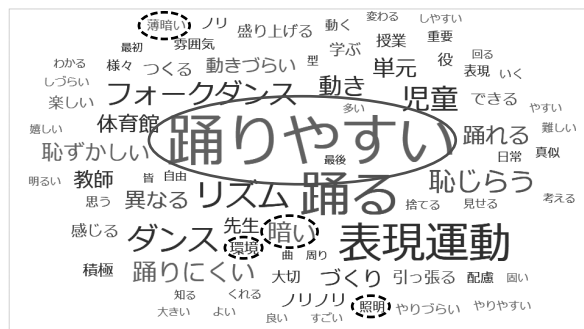 薄暗い ノリ 盛り上げる 動く 変わる しやすい
最初 雰囲気 学ぶ 授業 重要
わかる 様々 つくる 動きづらい 型 単元 役 表現 回る いく
しづらい 楽しい フォークダンス 動き 児童 できる
多い やすい
嬉しい 体育館 踊りやすい 踊れる 難しい
恥ずかしい 最後 日常 真似
明るい 教師 皆 自由 恥じらう
思う 異なる リズム 踊る 捨てる 見せる 考える
感じる ダンス 先生 暗い 表現運動
環境 曲 周り
積極 踊りにくい 大切 づくり 引っ張る 配慮 固い
知る くれる ノリノリ 照明 やりづらい やりやすい
大きい よい 良い すごい